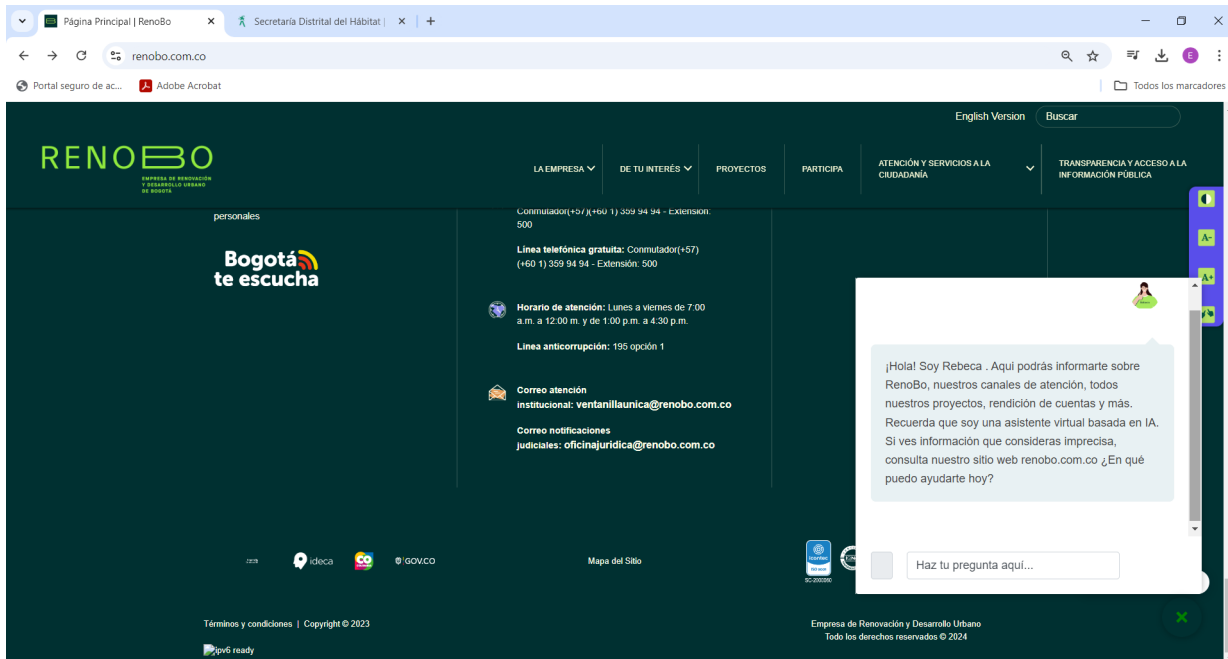 Página Principal | RenoBo
Secretaría Distrital del Hábitat |
renobo.com.co
E
Portal seguro de ac...
Adobe Acrobat
Todos los marcadores
English Version
Buscar
RENOBO
EMPRESA DE RENOVACIÓN
Y DESARROLLO URBANO
DE BOGOTÁ
LA EMPRESA
DE TU INTERÉS
PROYECTOS
PARTICIPA
ATENCIÓN Y SERVICIOS A LA
CIUDADANÍA
TRANSPARENCIA Y ACCESO A LA
INFORMACIÓN PÚBLICA
A-
A+
personales
Bogotá
te escucha
Conmutador(+57)(+60 1) 359 94 94 - Extensión:
500
Línea telefónica gratuita: Conmutador(+57)
(+60 1) 359 94 94 - Extensión: 500
Horario de atención: Lunes a viernes de 7:00
a.m. a 12:00 m. y de 1:00 p.m. a 4:30 p.m.
Línea anticorrupción: 195 opción 1
Correo atención
institucional: ventanillaunica@renobo.com.co
Correo notificaciones
judiciales: oficinajuridica@renobo.com.co
¡Hola! Soy Rebeca . Aquí podrás informarte sobre
RenoBo, nuestros canales de atención, todos
nuestros proyectos, rendición de cuentas y más.
Recuerda que soy una asistente virtual basada en IA.
Si ves información que consideras imprecisa,
consulta nuestro sitio web renobo.com.co ¿En qué
puedo ayudarte hoy?
Haz tu pregunta aquí...
ideca
GOV.CO
Mapa del Sitio
icontec
Términos y condiciones | Copyright © 2023
Empresa de Renovación y Desarrollo Urbano
Todo los derechos reservados © 2024
ipv6 ready